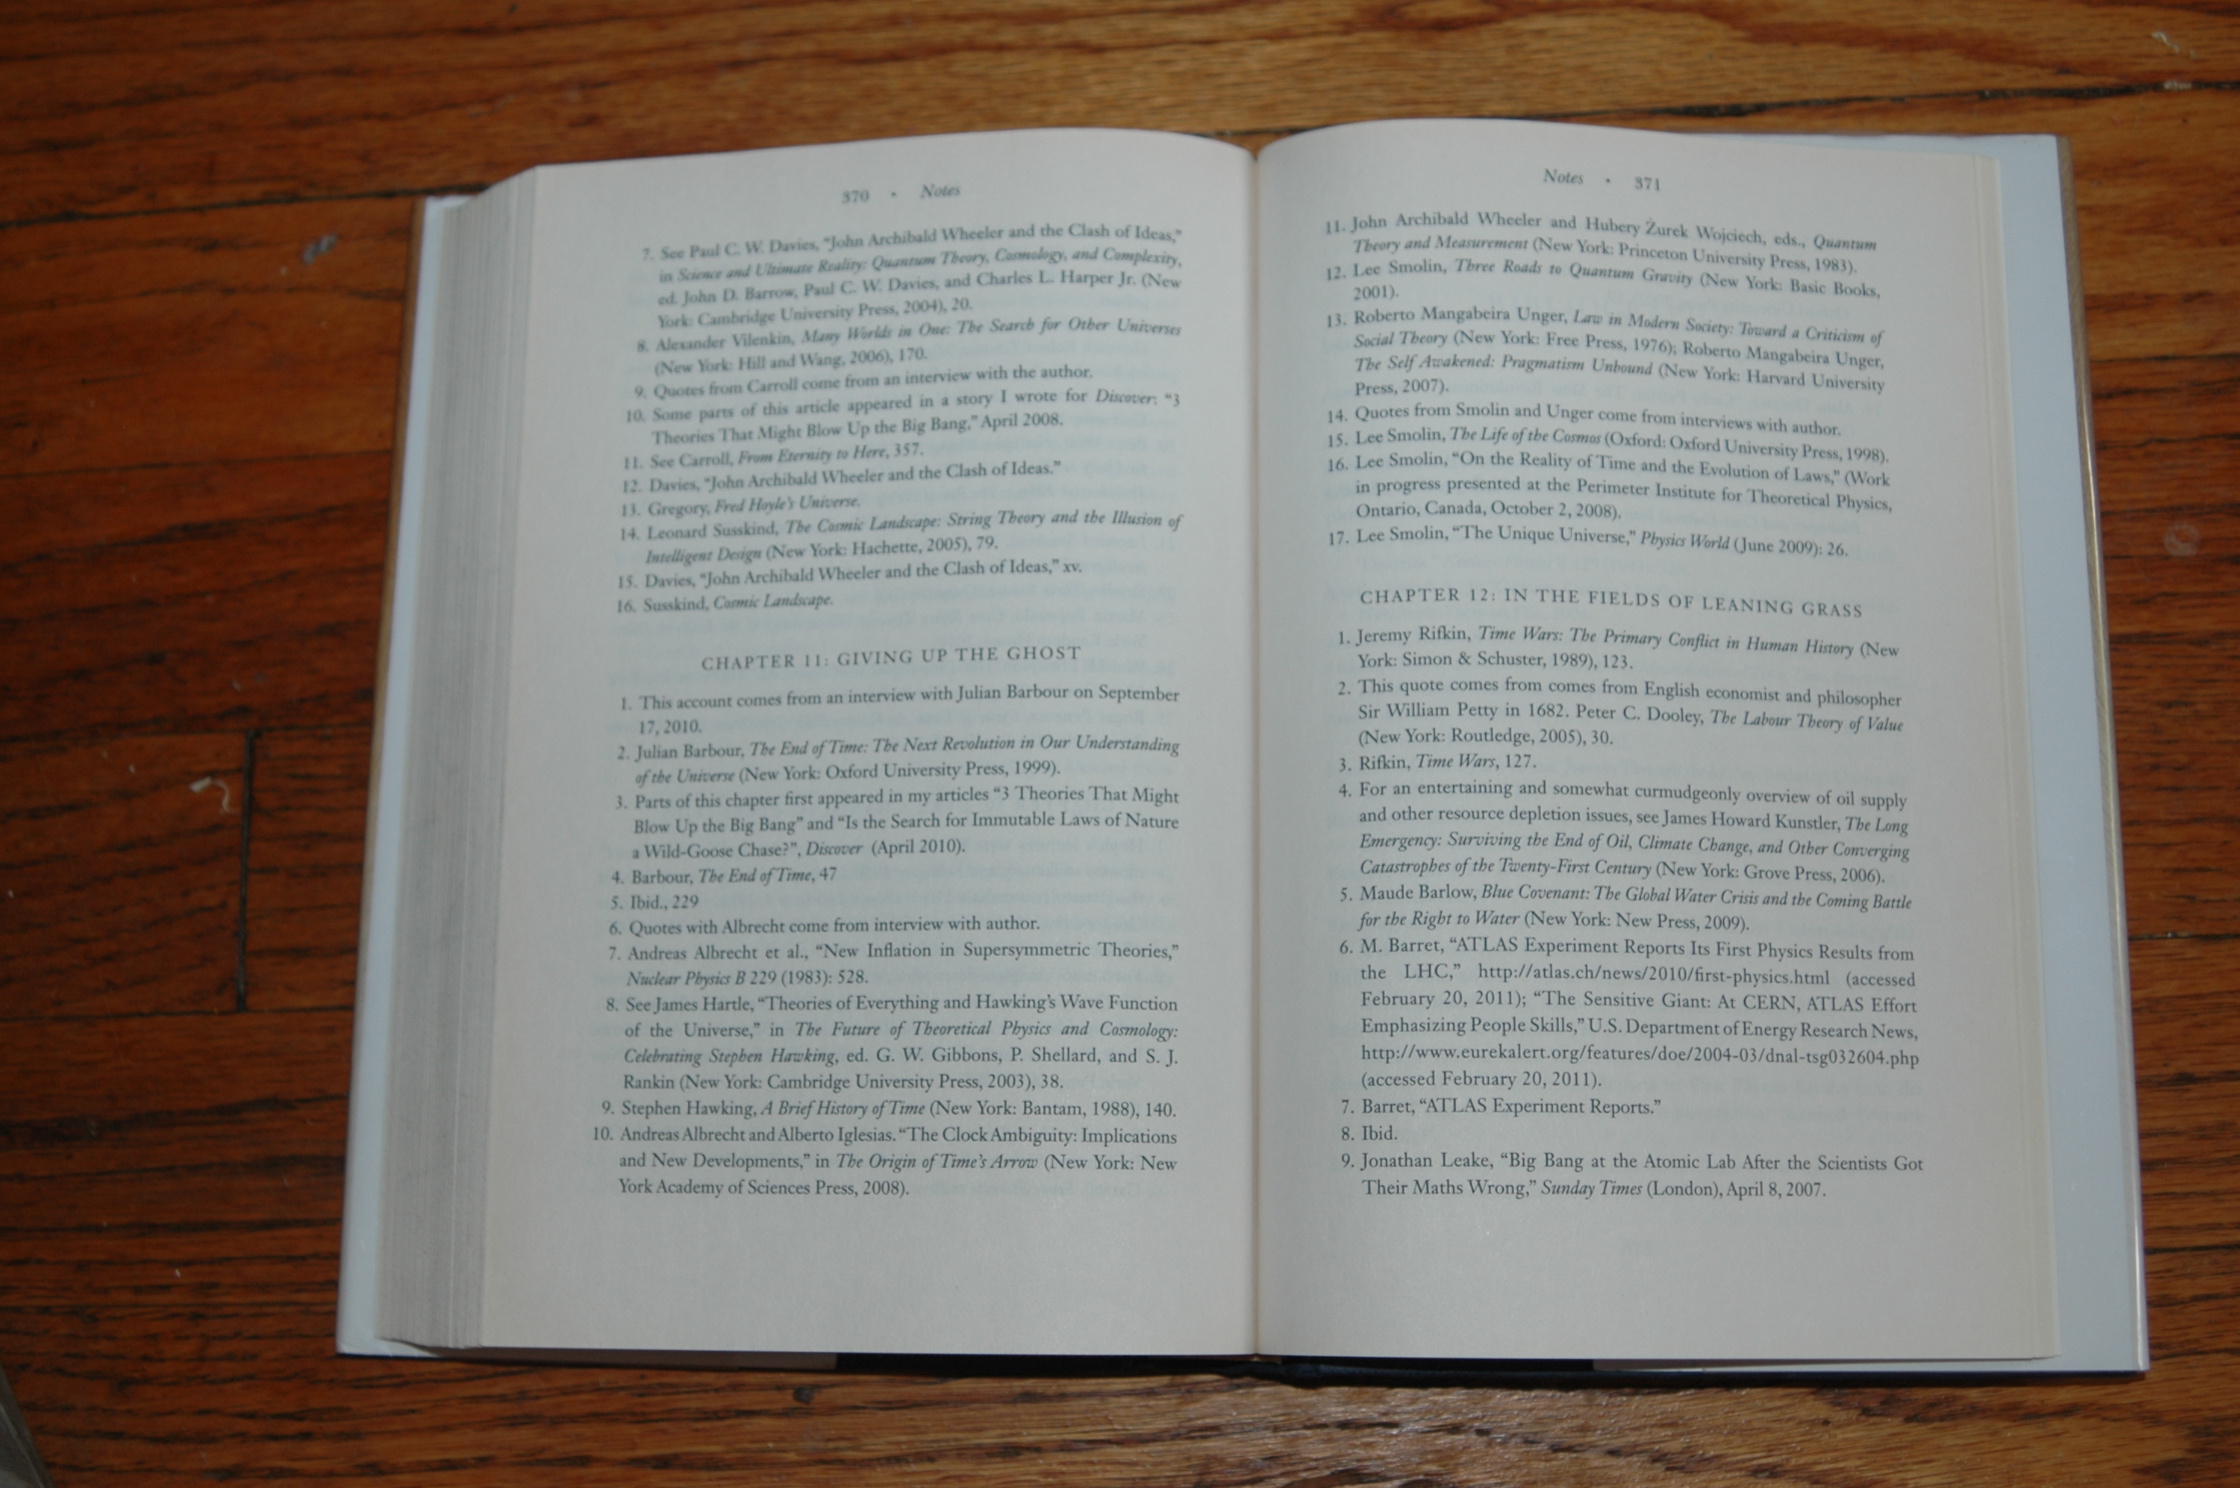 370 • Notes
7. See Paul C. W. Davies, "John Archibald Wheeler and the Clash of Ideas,"
in Science and Ultimate Reality: Quantum Theory, Cosmology, and Complexity,
ed. John D. Barrow, Paul C. W. Davies, and Charles L. Harper Jr. (New
York: Cambridge University Press, 2004), 20.
8. Alexander Vilenkin, Many Worlds in One: The Search for Other Universes
(New York: Hill and Wang, 2006), 170.
9. Quotes from Carroll come from an interview with the author.
10. Some parts of this article appeared in a story I wrote for Discover: "3
Theories That Might Blow Up the Big Bang." April 2008.
11. See Carroll, From Eternity to Here, 357.
12. Davies, "John Archibald Wheeler and the Clash of Ideas."
13. Gregory, Fred Hoyle's Universe.
14. Leonard Susskind, The Cosmic Landscape: String Theory and the Illusion of
Intelligent Design (New York: Hachette, 2005), 79.
15. Davies, "John Archibald Wheeler and the Clash of Ideas," xv.
16. Susskind, Cosmic Landscape.
CHAPTER 11: GIVING UP THE GHOST
1. This account comes from an interview with Julian Barbour on September
17, 2010.
2. Julian Barbour, The End of Time: The Next Revolution in Our Understanding
of the Universe (New York: Oxford University Press, 1999).
3. Parts of this chapter first appeared in my articles "3 Theories That Might
Blow Up the Big Bang" and "Is the Search for Immutable Laws of Nature
a Wild-Goose Chase?", Discover (April 2010).
4. Barbour, The End of Time, 47
5. Ibid., 229
6. Quotes with Albrecht come from interview with author.
7. Andreas Albrecht et al., "New Inflation in Supersymmetric Theories,"
Nuclear Physics B 229 (1983): 528.
8. See James Hartle, "Theories of Everything and Hawking's Wave Function
of the Universe," in The Future of Theoretical Physics and Cosmology:
Celebrating Stephen Hawking, ed. G. W. Gibbons, P. Shellard, and S. J.
Rankin (New York: Cambridge University Press, 2003), 38.
9. Stephen Hawking, A Brief History of Time (New York: Bantam, 1988), 140.
10. Andreas Albrecht and Alberto Iglesias. "The Clock Ambiguity: Implications
and New Developments," in The Origin of Time's Arrow (New York: New
York Academy of Sciences Press, 2008).
Notes • 371
11. John Archibald Wheeler and Hubery Żurek Wojciech, eds., Quantum
Theory and Measurement (New York: Princeton University Press, 1983).
12. Lee Smolin, Three Roads to Quantum Gravity (New York: Basic Books,
2001).
13. Roberto Mangabeira Unger, Law in Modern Society: Toward a Criticism of
Social Theory (New York: Free Press, 1976); Roberto Mangabeira Unger,
The Self Awakened: Pragmatism Unbound (New York: Harvard University
Press, 2007).
14. Quotes from Smolin and Unger come from interviews with author.
15. Lee Smolin, The Life of the Cosmos (Oxford: Oxford University Press, 1998).
16. Lee Smolin, "On the Reality of Time and the Evolution of Laws," (Work
in progress presented at the Perimeter Institute for Theoretical Physics,
Ontario, Canada, October 2, 2008).
17. Lee Smolin, "The Unique Universe," Physics World (June 2009): 26.
CHAPTER 12: IN THE FIELDS OF LEANING GRASS
1. Jeremy Rifkin, Time Wars: The Primary Conflict in Human History (New
York: Simon & Schuster, 1989), 123.
2. This quote comes from comes from English economist and philosopher
Sir William Petty in 1682. Peter C. Dooley, The Labour Theory of Value
(New York: Routledge, 2005), 30.
3. Rifkin, Time Wars, 127.
4. For an entertaining and somewhat curmudgeonly overview of oil supply
and other resource depletion issues, see James Howard Kunstler, The Long
Emergency: Surviving the End of Oil, Climate Change, and Other Converging
Catastrophes of the Twenty-First Century (New York: Grove Press, 2006).
5. Maude Barlow, Blue Covenant: The Global Water Crisis and the Coming Battle
for the Right to Water (New York: New Press, 2009).
6. M. Barret, "ATLAS Experiment Reports Its First Physics Results from
the LHC," http://atlas.ch/news/2010/first-physics.html (accessed
February 20, 2011); "The Sensitive Giant: At CERN, ATLAS Effort
Emphasizing People Skills," U.S. Department of Energy Research News,
http://www.eurekalert.org/features/doe/2004-03/dnal-tsg032604.php
(accessed February 20, 2011).
7. Barret, "ATLAS Experiment Reports."
8. Ibid.
9. Jonathan Leake, "Big Bang at the Atomic Lab After the Scientists Got
Their Maths Wrong," Sunday Times (London), April 8, 2007.